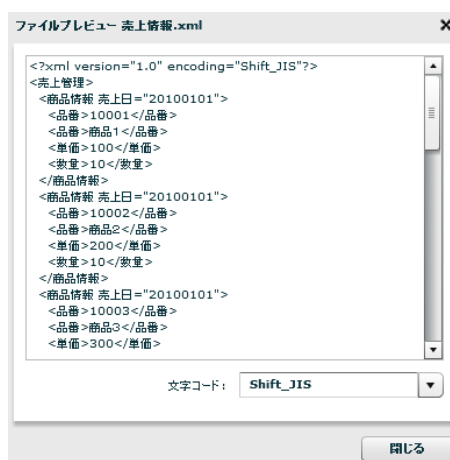 ファイルプレビュー 売上情報.xml
<?xml version="1.0" encoding="Shift_JIS"?>
<売上管理>
<商品情報 売上日="20100101">
<品番>10001</品番>
<品番>商品1</品番>
<単価>100</単価>
<数量>10</数量>
</商品情報>
<商品情報 売上日="20100101">
<品番>10002</品番>
<品番>商品2</品番>
<単価>200</単価>
<数量>10</数量>
</商品情報>
<商品情報 売上日="20100101">
<品番>10003</品番>
<品番>商品3</品番>
<単価>300</単価>
文字コード： Shift_JIS
閉じる